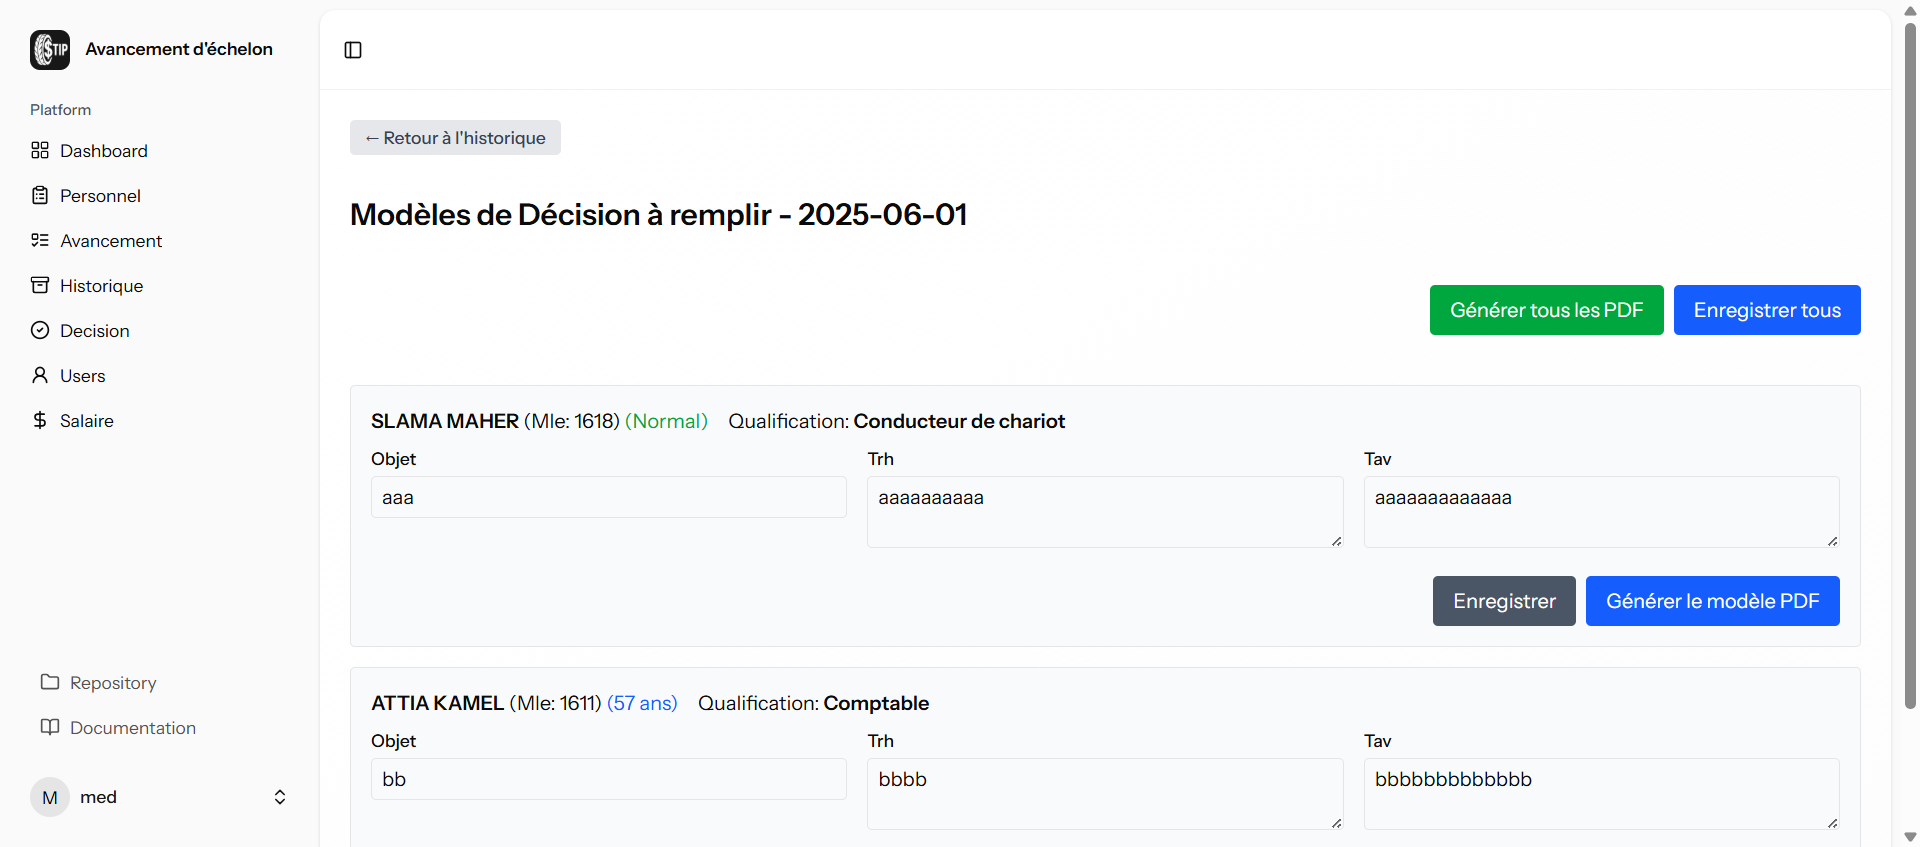 STIP
Avancement d'échelon
Platform
Dashboard
Personnel
Avancement
Historique
Decision
Users
Salaire
Repository
Documentation
M med
← Retour à l'historique
Modèles de Décision à remplir - 2025-06-01
Générer tous les PDF Enregistrer tous
SLAMA MAHER (Mle: 1618) (Normal) Qualification: Conducteur de chariot
Objet Trh Tav
aaa aaaaaaaaaa aaaaaaaaaaaaa
Enregistrer Générer le modèle PDF
ATTIA KAMEL (Mle: 1611) (57 ans) Qualification: Comptable
Objet Trh Tav
bb bbbb bbbbbbbbbbbbb